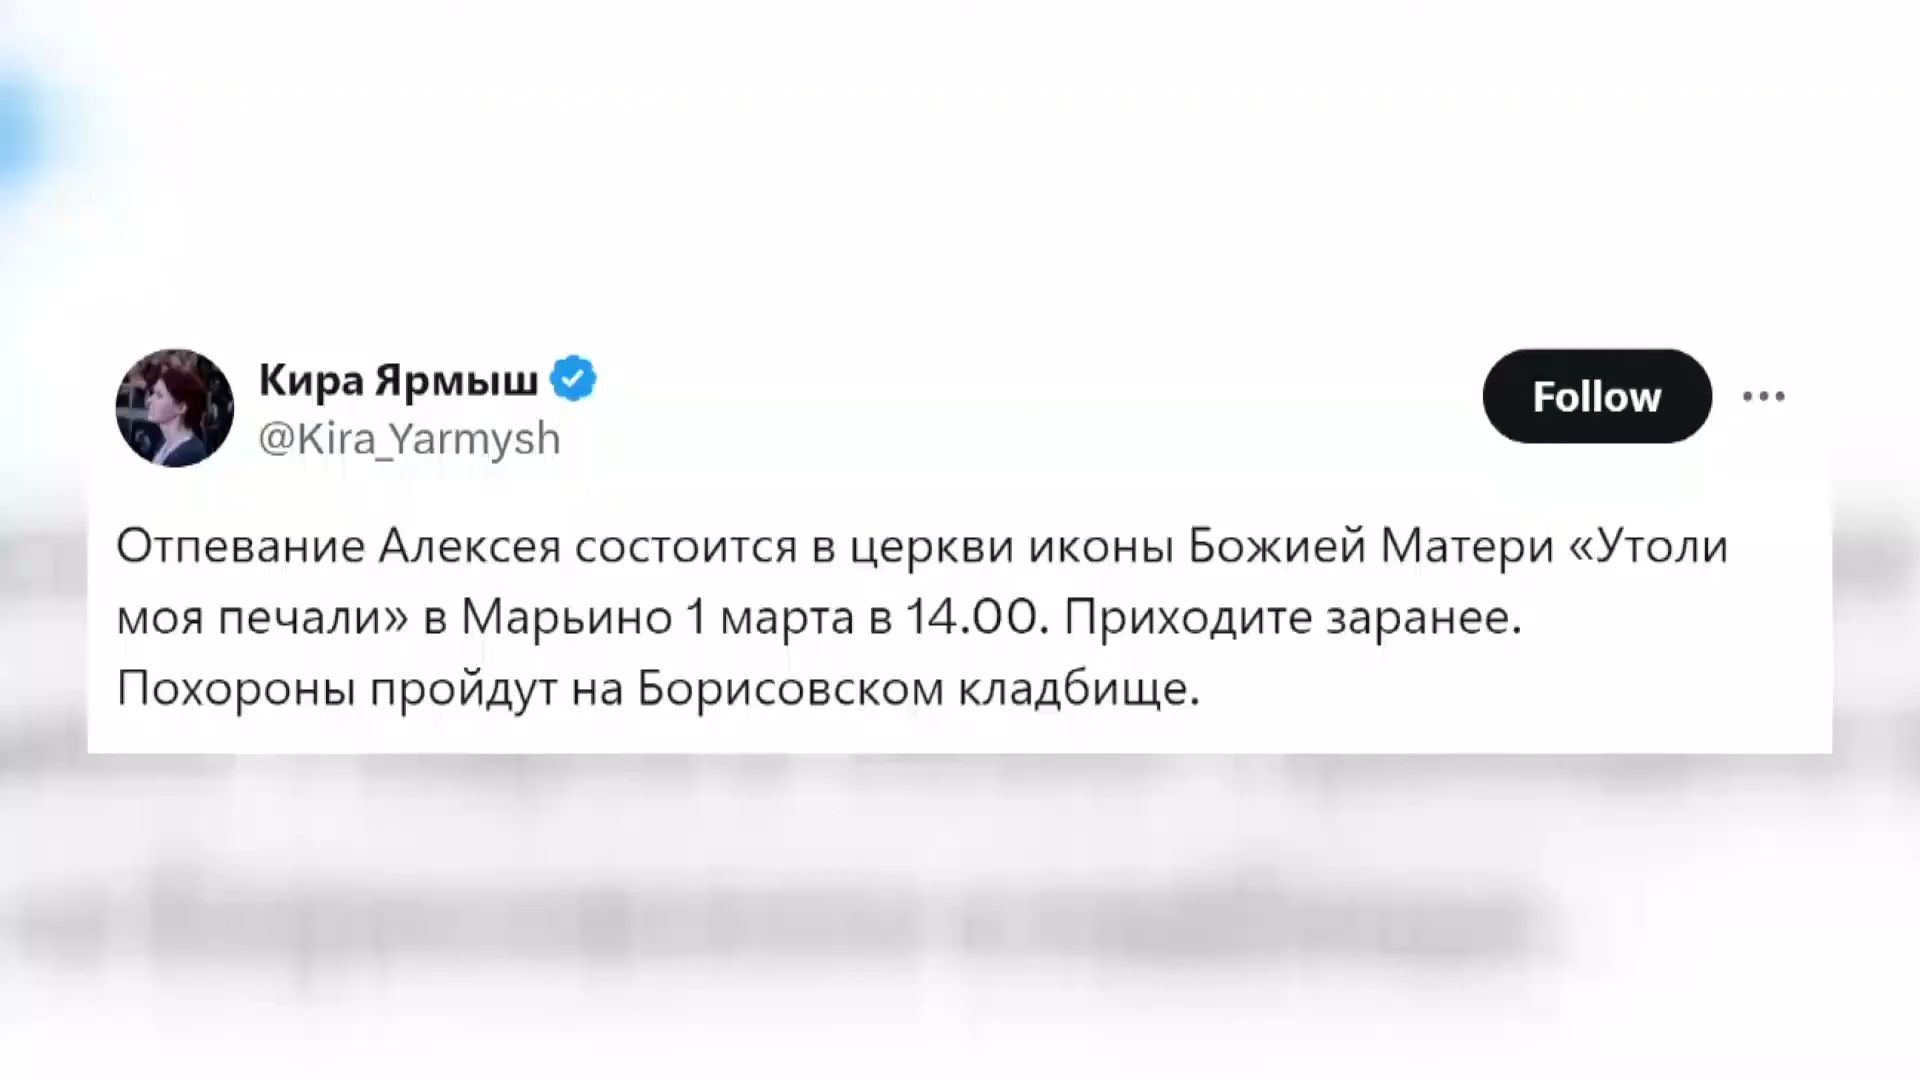 Кира Ярмыш
@Kira_Yarmysh
Follow
Отпевание Алексея состоится в церкви иконы Божией Матери «Утоли
моя печали» в Марьино 1 марта в 14.00. Приходите заранее.
Похороны пройдут на Борисовском кладбище.